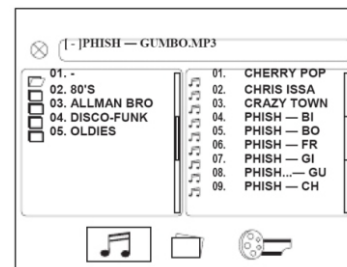 [ - ]PHISH — GUMBO.MP3
01. -
02. 80'S
03. ALLMAN BRO
04. DISCO-FUNK
05. OLDIES
01. CHERRY POP
02. CHRIS ISSA
03. CRAZY TOWN
04. PHISH — BI
05. PHISH — BO
06. PHISH — FR
07. PHISH — GI
08. PHISH...— GU
09. PHISH — CH